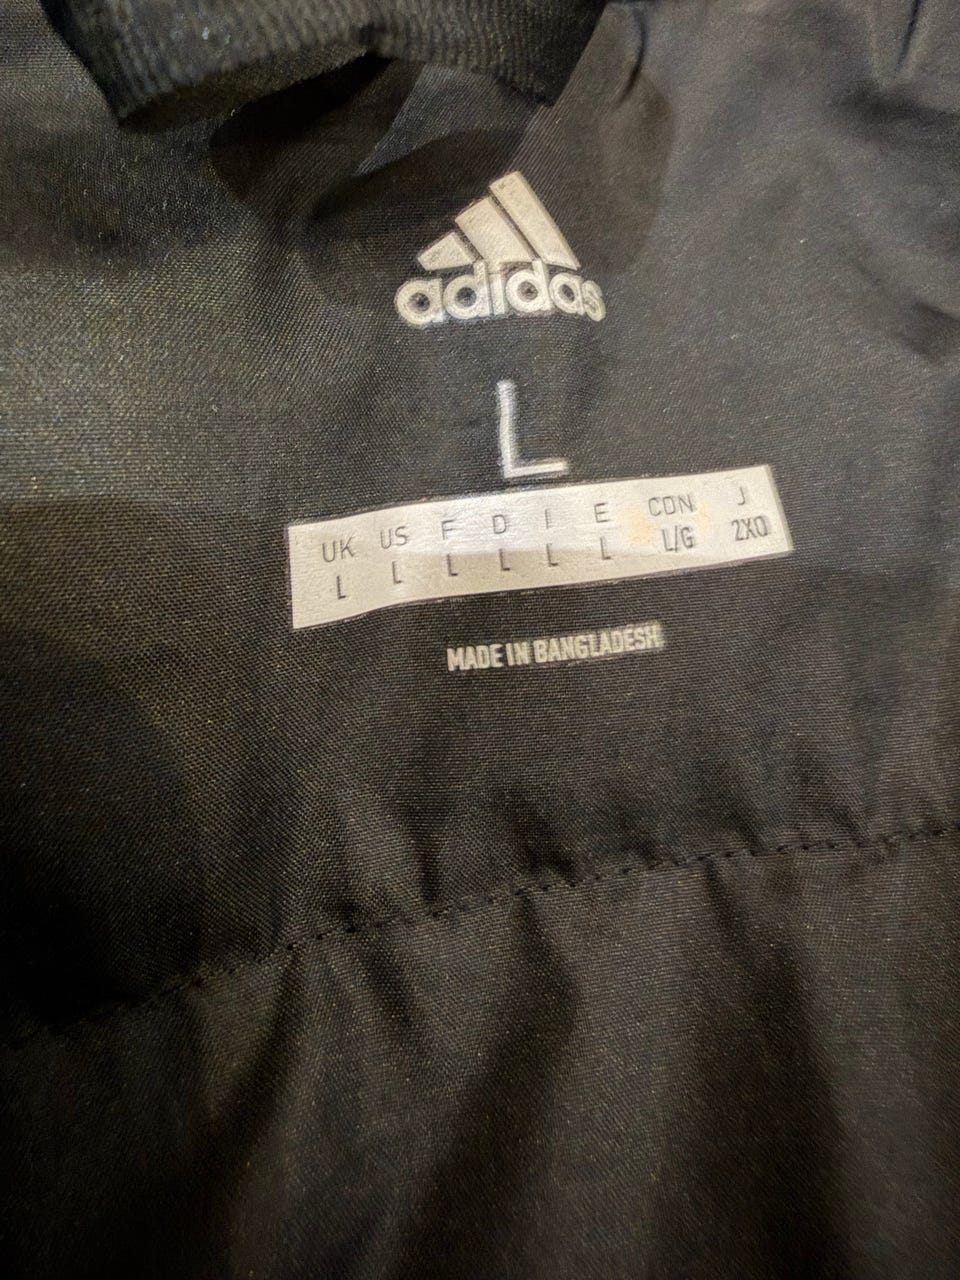 adidas
L
UK US F D I E CDN J
L L L L L L L/G 2XO
MADE IN BANGLADESH